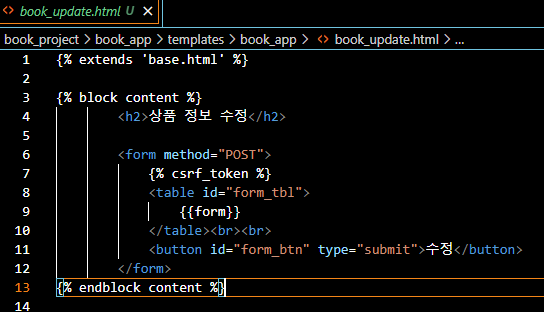 book_update.html U ×
book_project > book_app > templates > book_app > <> book_update.html > ...
1 {% extends 'base.html' %}
2
3 {% block content %}
4 <h2>상품 정보 수정</h2>
5
6 <form method="POST">
7 {% csrf_token %}
8 <table id="form_tbl">
9 {{form}}
10 </table><br><br>
11 <button id="form_btn" type="submit">수정</button>
12 </form>
13 {% endblock content %}
14